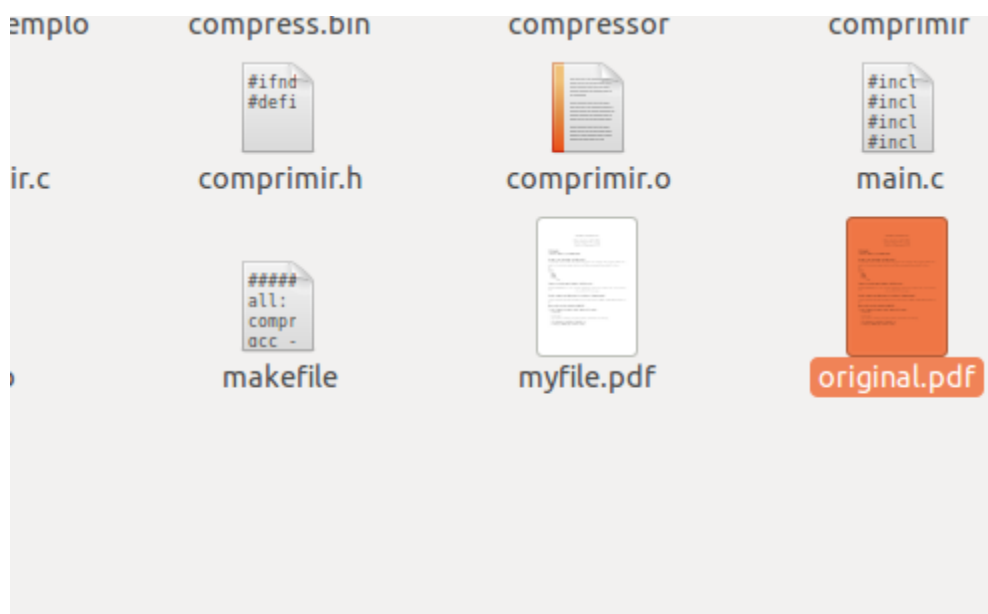 emplo compress.bin compressor comprimir
#ifnd
#defi
#incl
#incl
#incl
#incl
ir.c comprimir.h comprimir.o main.c
#####
all:
compr
gcc -
makefile myfile.pdf original.pdf